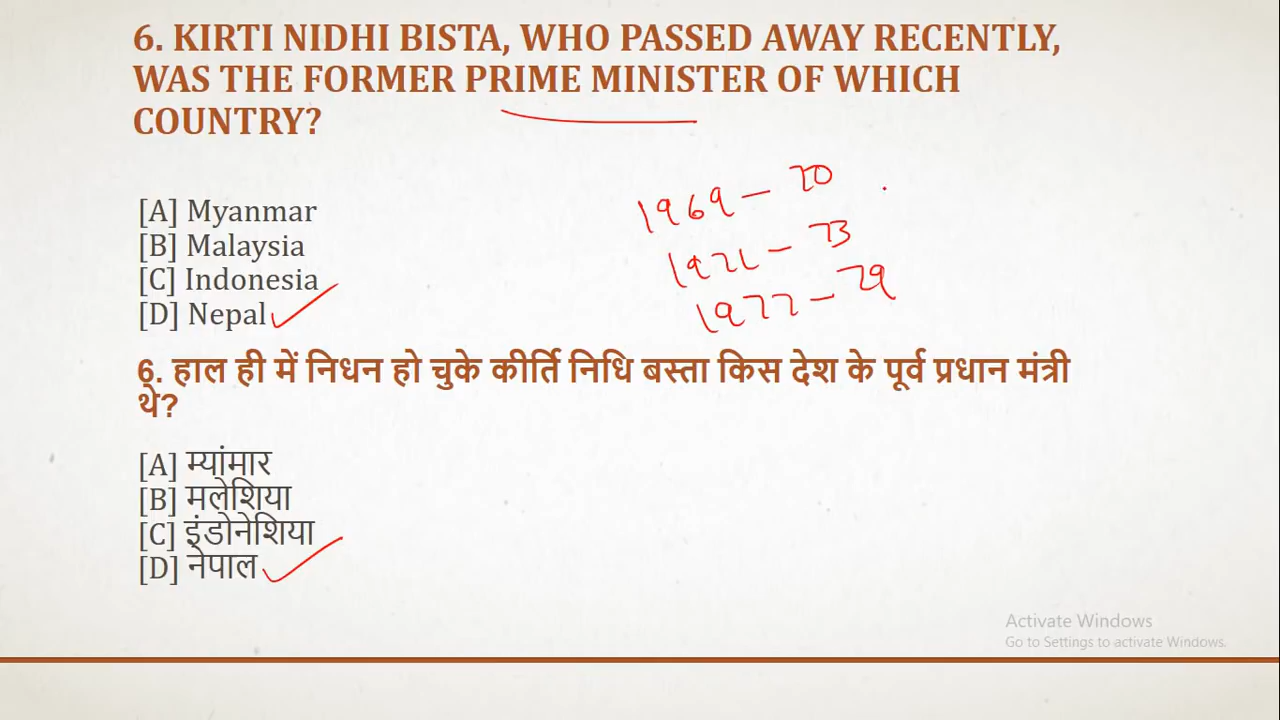 6. KIRTI NIDHI BISTA, WHO PASSED AWAY RECENTLY,
WAS THE FORMER PRIME MINISTER OF WHICH
COUNTRY?
1969 - 70
[A] Myanmar
1971 - 73
[B] Malaysia
[C] Indonesia
1977 - 79
[D] Nepal
6. हाल ही में निधन हो चुके कीर्ति निधि बस्ता किस देश के पूर्व प्रधान मंत्री
थे?
[A] म्यांमार
[B] मलेशिया
[C] इंडोनेशिया
[D] नेपाल
Activate Windows
Go to Settings to activate Windows.